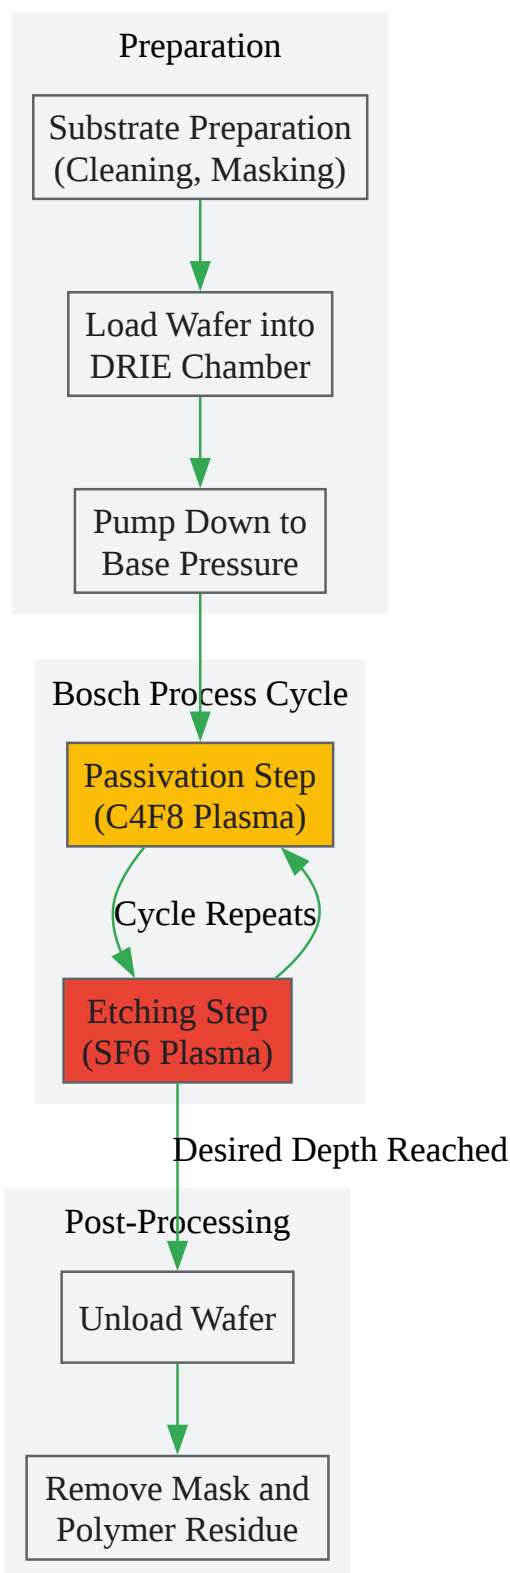 Preparation
Substrate Preparation
(Cleaning, Masking)
Load Wafer into
DRIE Chamber
Pump Down to
Base Pressure
Bosch Process Cycle
Passivation Step
(C4F8 Plasma)
Cycle Repeats
Etching Step
(SF6 Plasma)
Desired Depth Reached
Post-Processing
Unload Wafer
Remove Mask and
Polymer Residue